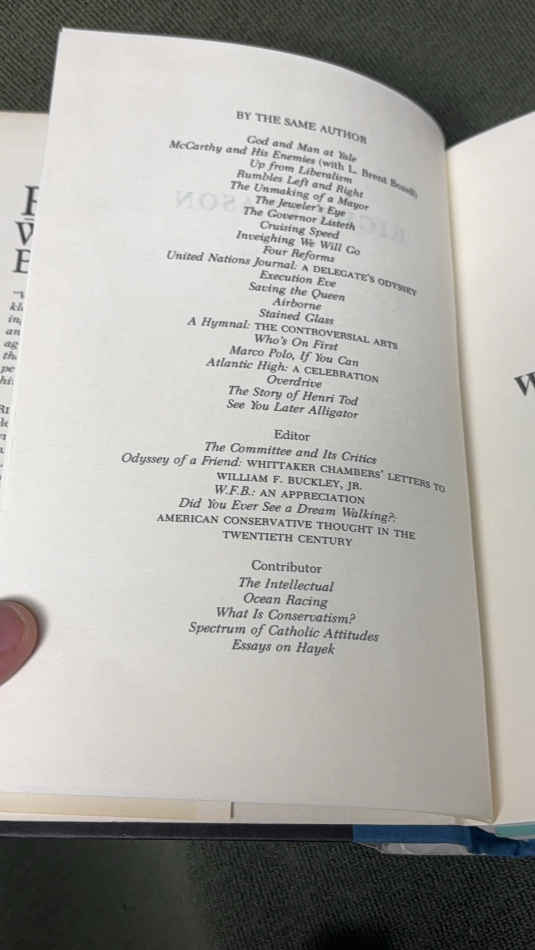 BY THE SAME AUTHOR
God and Man at Yale
McCarthy and His Enemies (with L. Brent Bozell)
Up from Liberalism
Rumbles Left and Right
The Unmaking of a Mayor
The Jeweler's Eye
The Governor Listeth
Cruising Speed
Inveighing We Will Go
Four Reforms
United Nations Journal: A DELEGATE'S ODYSSEY
Execution Eve
Saving the Queen
Airborne
Stained Glass
A Hymnal: THE CONTROVERSIAL ARTS
Who's On First
Marco Polo, If You Can
Atlantic High: A CELEBRATION
Overdrive
The Story of Henri Tod
See You Later Alligator
Editor
The Committee and Its Critics
Odyssey of a Friend: WHITTAKER CHAMBERS' LETTERS TO
WILLIAM F. BUCKLEY, JR.
W.F.B.: AN APPRECIATION
Did You Ever See a Dream Walking?:
AMERICAN CONSERVATIVE THOUGHT IN THE
TWENTIETH CENTURY
Contributor
The Intellectual
Ocean Racing
What Is Conservatism?
Spectrum of Catholic Attitudes
Essays on Hayek